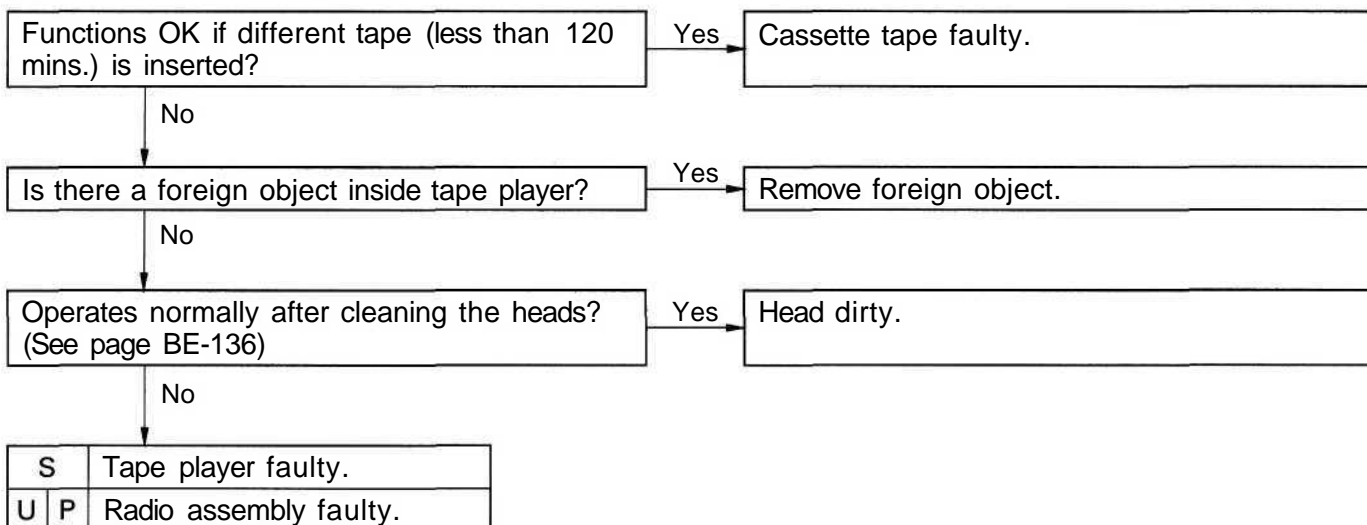 Functions OK if different tape (less than 120
mins.) is inserted?
Yes
Cassette tape faulty.
No
Is there a foreign object inside tape player?
Yes
Remove foreign object.
No
Operates normally after cleaning the heads?
(See page BE-136)
Yes
Head dirty.
No
S Tape player faulty.
U P Radio assembly faulty.